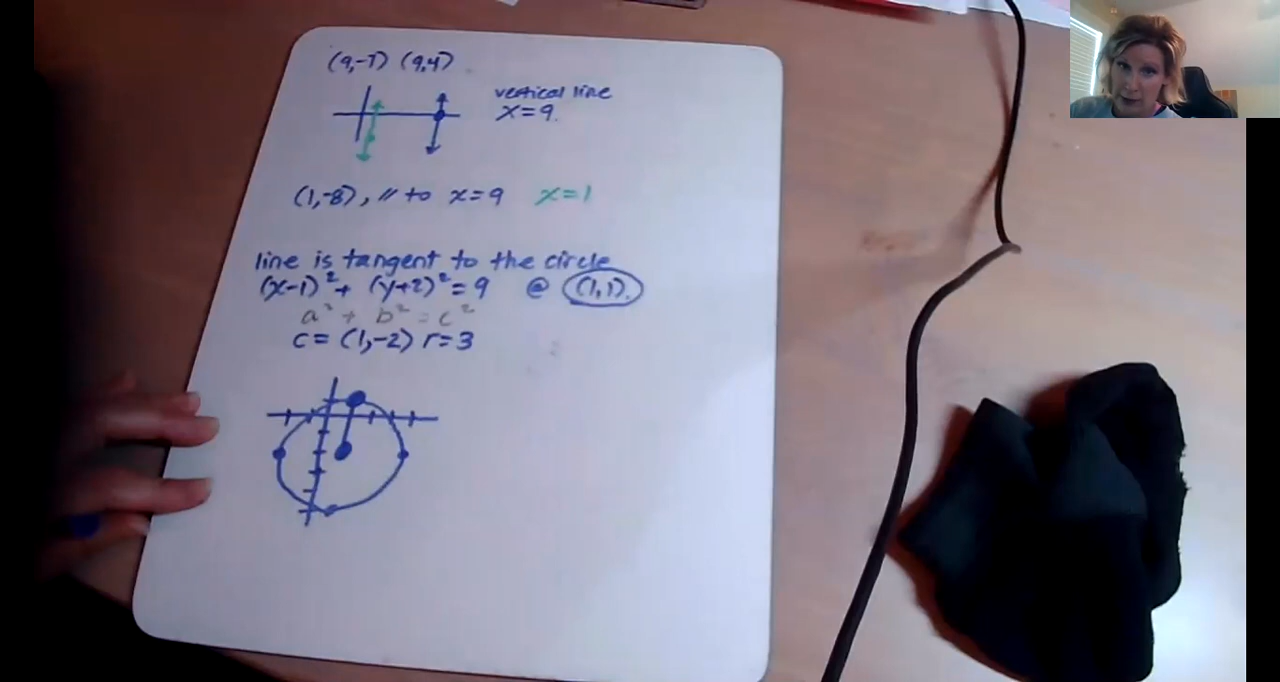 (9,-7) (9,4)
vertical line
x=9.
(1,-8), // to x=9 x=1
line is tangent to the circle
(x-1)² + (y+2)² = 9 @ (1,1).
a² + b² = c²
c= (1,-2) r=3